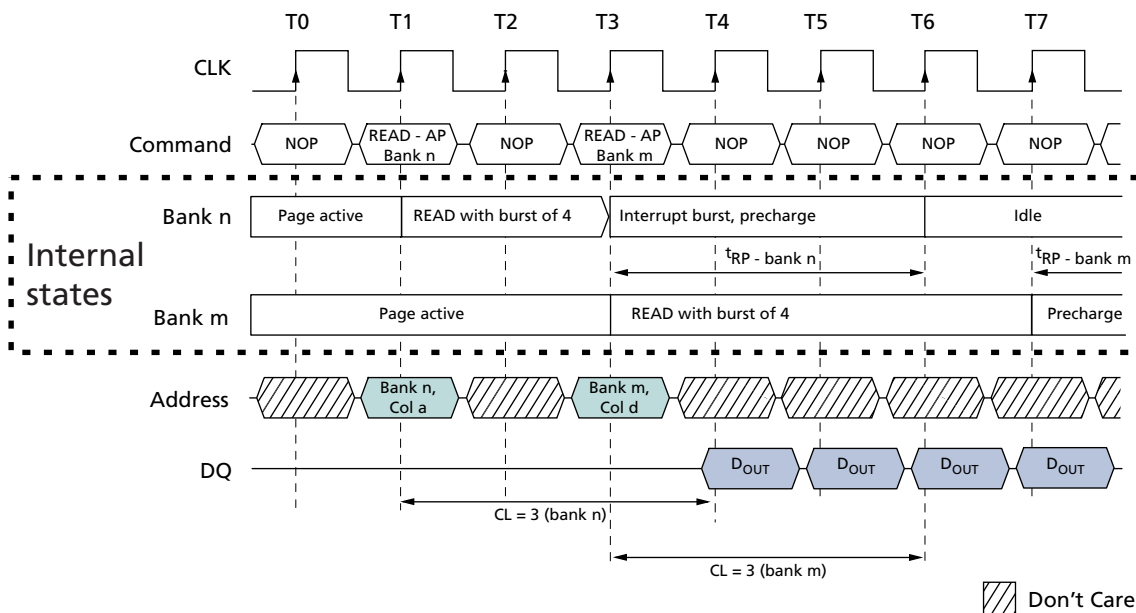 T0 T1 T2 T3 T4 T5 T6 T7
CLK
Command NOP READ - AP Bank n NOP READ - AP Bank m NOP NOP NOP NOP
Bank n Page active READ with burst of 4 Interrupt burst, precharge Idle
tRP - bank n tRP - bank m
Internal states
Bank m Page active READ with burst of 4 Precharge
Address Bank n, Col a Bank m, Col d
DQ DOUT DOUT DOUT DOUT
CL = 3 (bank n)
CL = 3 (bank m)
Don't Care